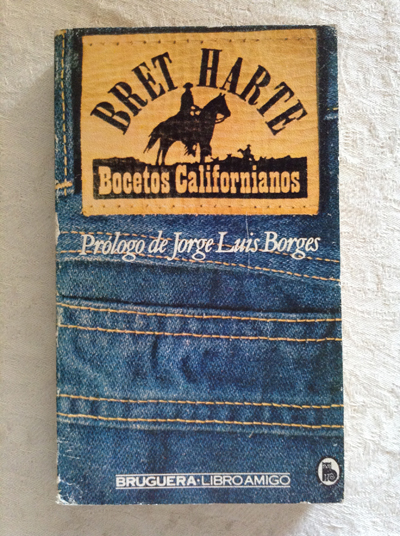 BRET HARTE
Bocetos Californianos
Prólogo de Jorge Luis Borges
BRUGUERA·LIBRO AMIGO